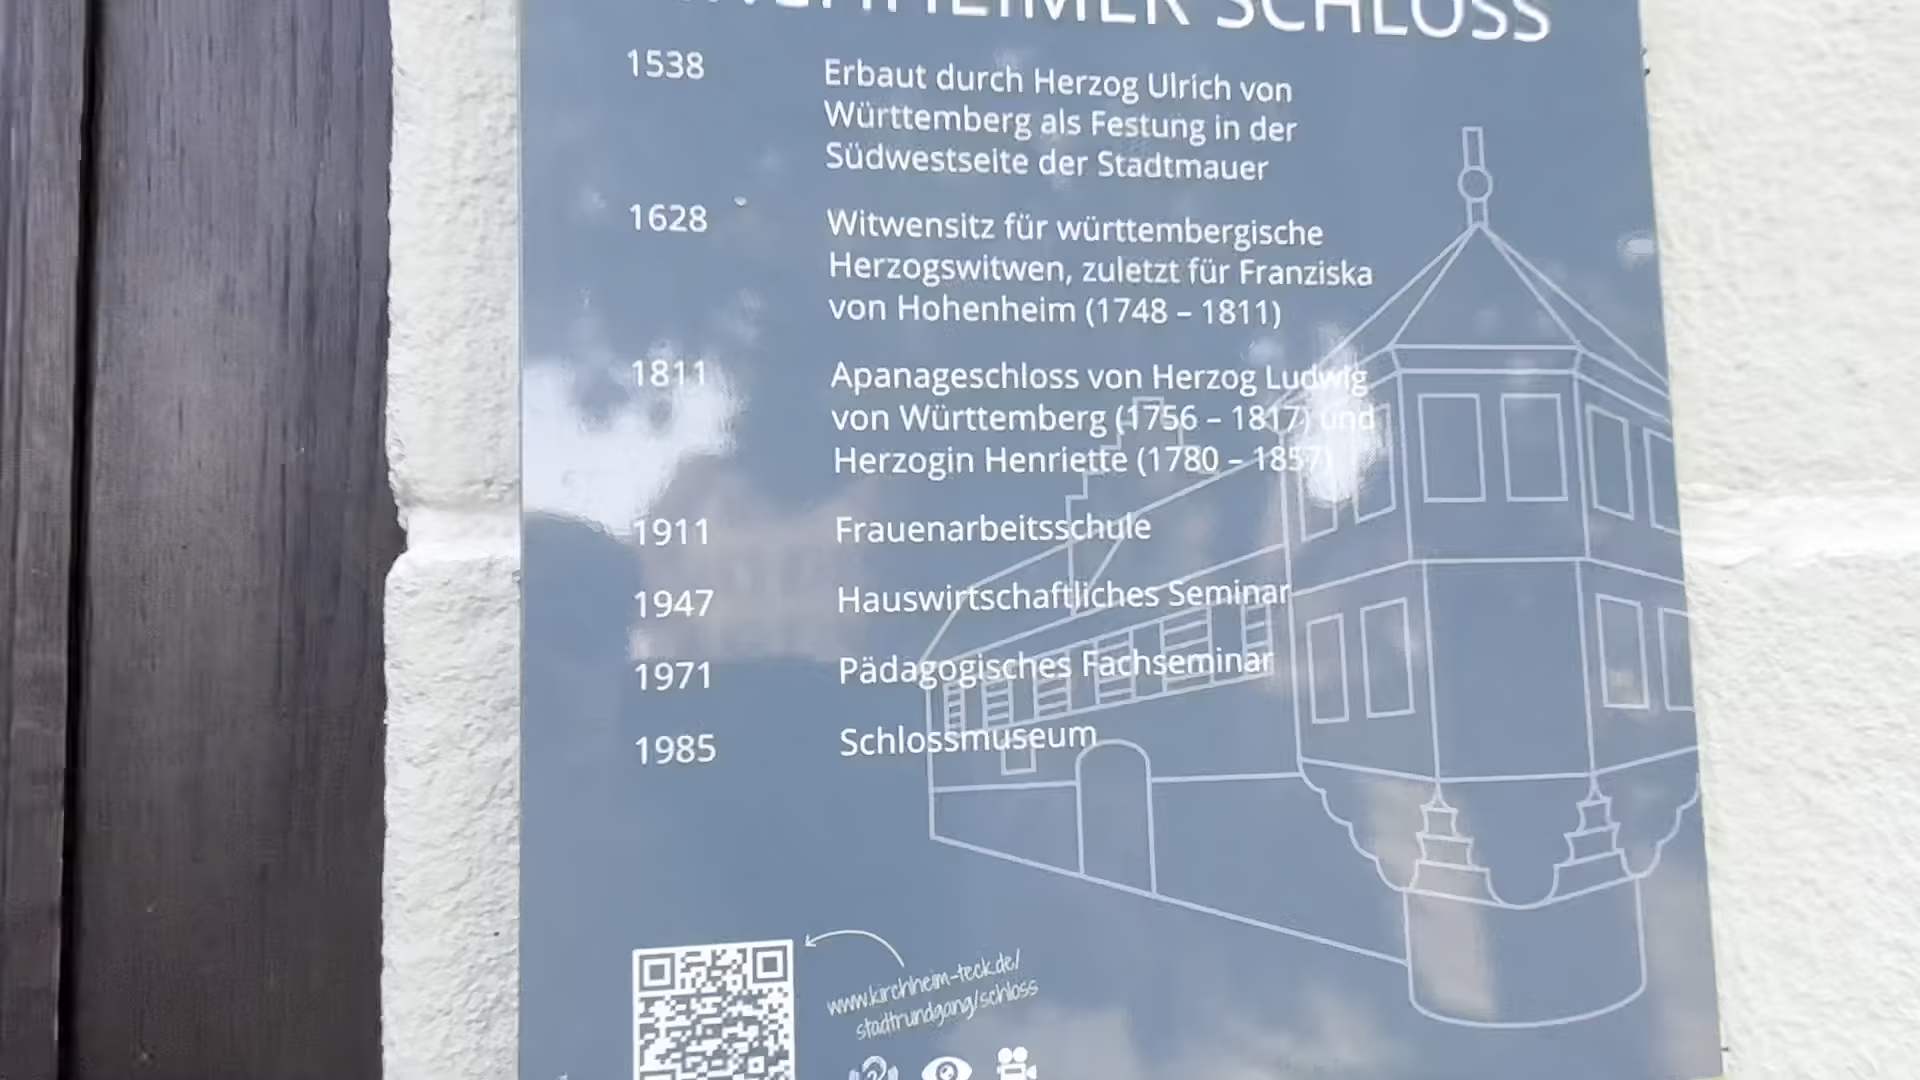 KIRCHHEIMER SCHLOSS
1538 Erbaut durch Herzog Ulrich von
Württemberg als Festung in der
Südwestseite der Stadtmauer
1628 Witwensitz für württembergische
Herzogswitwen, zuletzt für Franziska
von Hohenheim (1748 – 1811)
1811 Apanageschloss von Herzog Ludwig
von Württemberg (1756 – 1817) und
Herzogin Henriette (1780 – 1857)
1911 Frauenarbeitsschule
1947 Hauswirtschaftliches Seminar
1971 Pädagogisches Fachseminar
1985 Schlossmuseum
www.kirchheim-teck.de/
stadtrundgang/schloss